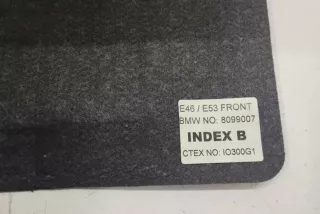 E46 / E53 FRONT
BMW NO: 8099007
INDEX B
CTEX NO: IO300G1